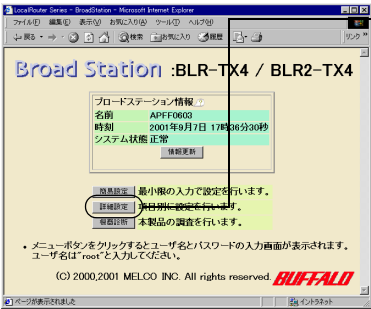 LocalRouter Series - BroadStation - Microsoft Internet Explorer
ファイル(F) 編集(E) 表示(V) お気に入り(A) ツール(T) ヘルプ(H)
戻る 検索 お気に入り 履歴 リンク »
Broad Station :BLR-TX4 / BLR2-TX4
ブロードステーション情報
名前 APFF0603
時刻 2001年9月7日 17時36分30秒
システム状態 正常
情報更新
簡易設定 最小限の入力で設定を行います。
詳細設定 項目別に設定を行います。
機器診断 本製品の調査を行います。
• メニューボタンをクリックするとユーザ名とパスワードの入力画面が表示されます。
ユーザ名は"root"と入力してください。
(C) 2000,2001 MELCO INC. All rights reserved. BUFFALO
ページが表示されました イントラネット